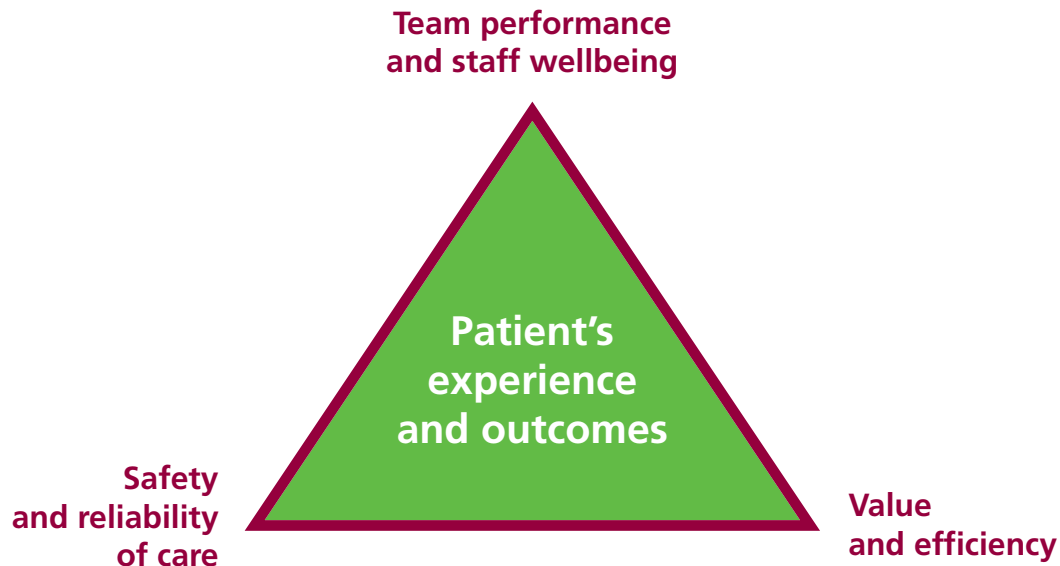 Team performance
and staff wellbeing
Patient’s
experience
and outcomes
Safety
and reliability
of care
Value
and efficiency